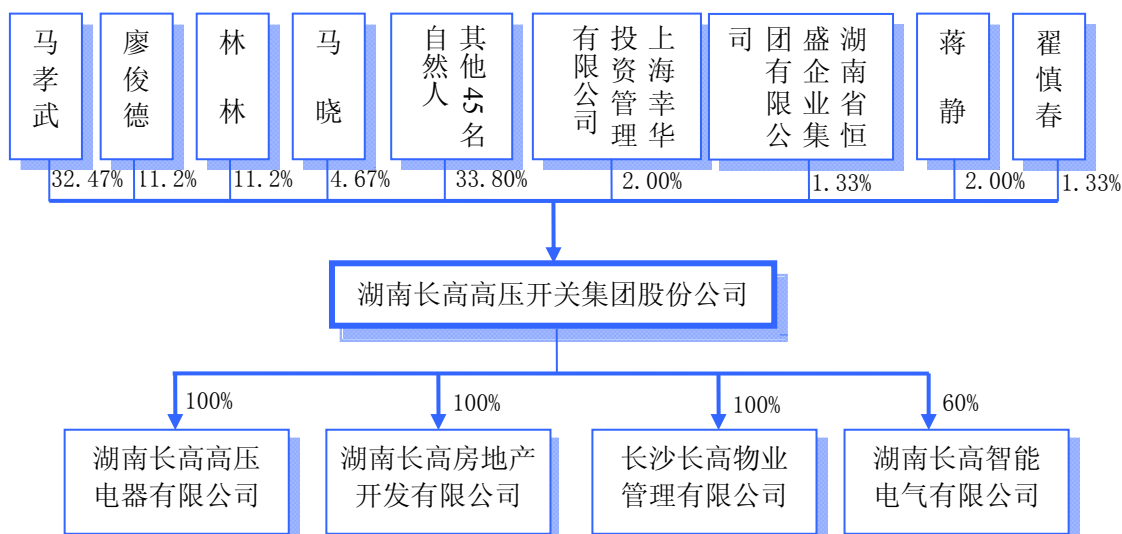 马孝武
廖俊德
林林
马晓
其他45名
自然人
上海幸华
投资管理
有限公司
湖南省恒
盛企业集
团有限公
司
蒋静
翟慎春
32.47%
11.2%
11.2%
4.67%
33.80%
2.00%
1.33%
2.00%
1.33%
湖南长高高压开关集团股份公司
100%
100%
100%
60%
湖南长高高压
电器有限公司
湖南长高房地产
开发有限公司
长沙长高物业
管理有限公司
湖南长高智能
电气有限公司